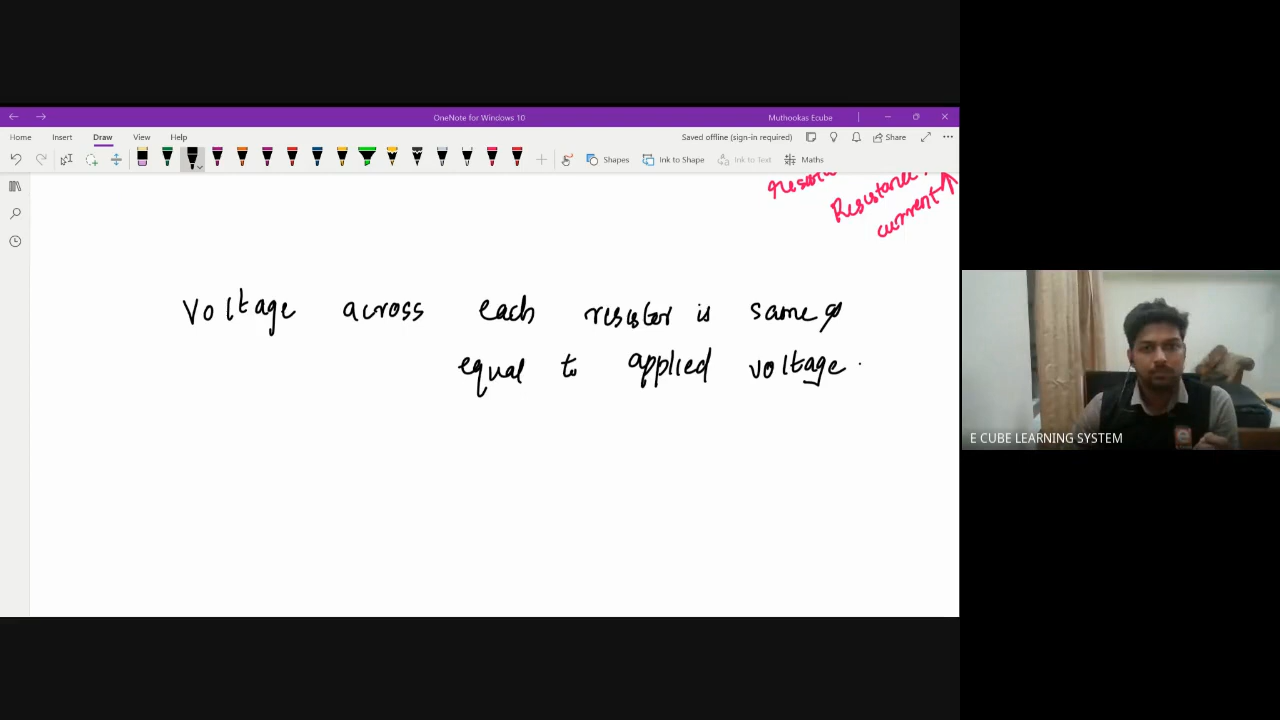 OneNote for Windows 10
Muthookas Ecube
Home Insert Draw View Help
Saved offline (sign-in required)
Share
Shapes
Ink to Shape
Ink to Text
Maths
Resistance
current
voltage across each resistor is same &
equal to applied voltage.
E CUBE LEARNING SYSTEM